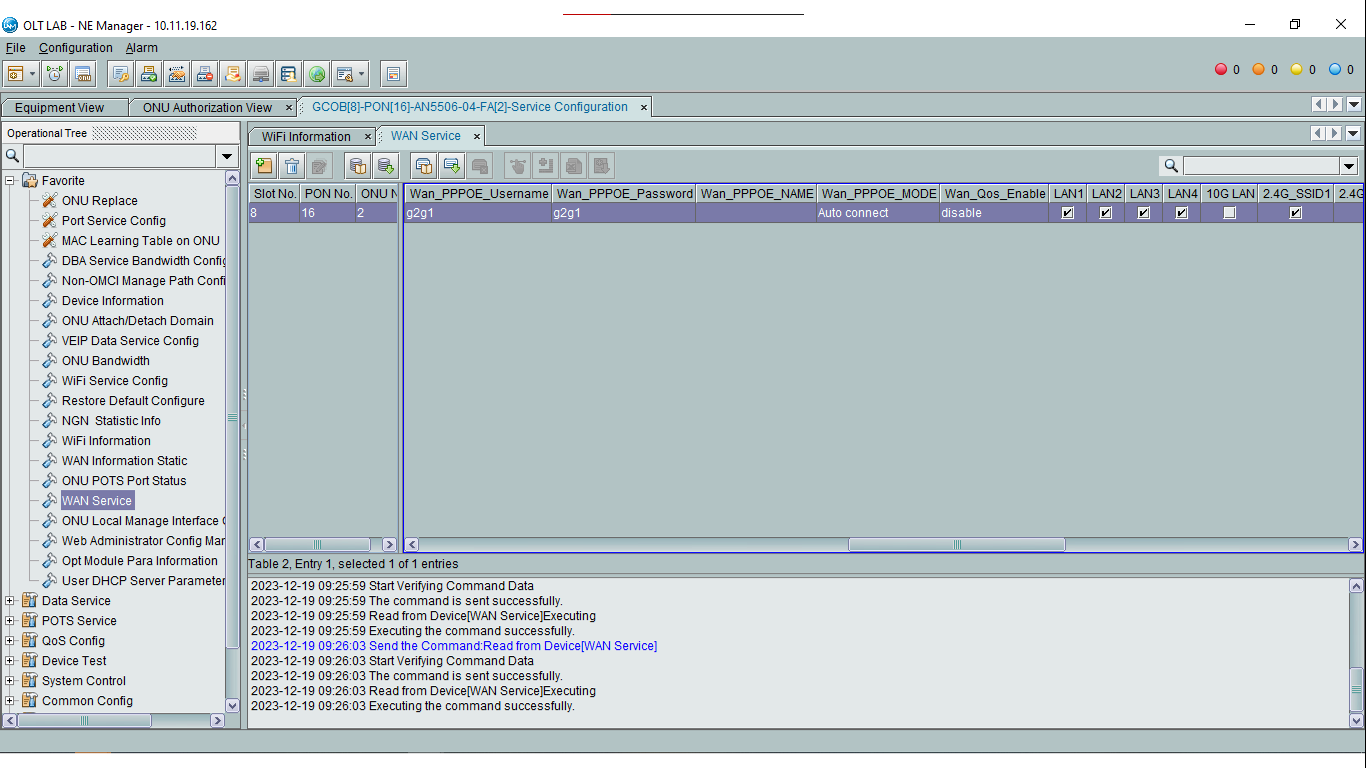 OLT LAB - NE Manager - 10.11.19.162
File Configuration Alarm
0 0 0 0
Equipment View ONU Authorization View GCOB[8]-PON[16]-AN5506-04-FA[2]-Service Configuration
Operational Tree
WiFi Information WAN Service
Favorite
ONU Replace
Port Service Config
MAC Learning Table on ONU
DBA Service Bandwidth Config
Non-OMCI Manage Path Confi
Device Information
ONU Attach/Detach Domain
VEIP Data Service Config
ONU Bandwidth
WiFi Service Config
Restore Default Configure
NGN Statistic Info
WiFi Information
WAN Information Static
ONU POTS Port Status
WAN Service
ONU Local Manage Interface
Web Administrator Config Mar
Opt Module Para Information
User DHCP Server Parameter
Data Service
POTS Service
QoS Config
Device Test
System Control
Common Config
Slot No. PON No. ONU N Wan_PPPOE_Username Wan_PPPOE_Password Wan_PPPOE_NAME Wan_PPPOE_MODE Wan_Qos_Enable LAN1 LAN2 LAN3 LAN4 10G LAN 2.4G_SSID1 2.4G
8 16 2 g2g1 g2g1 Auto connect disable
Table 2, Entry 1, selected 1 of 1 entries
2023-12-19 09:25:59 Start Verifying Command Data
2023-12-19 09:25:59 The command is sent successfully.
2023-12-19 09:25:59 Read from Device[WAN Service]Executing
2023-12-19 09:25:59 Executing the command successfully.
2023-12-19 09:26:03 Send the Command:Read from Device[WAN Service]
2023-12-19 09:26:03 Start Verifying Command Data
2023-12-19 09:26:03 The command is sent successfully.
2023-12-19 09:26:03 Read from Device[WAN Service]Executing
2023-12-19 09:26:03 Executing the command successfully.